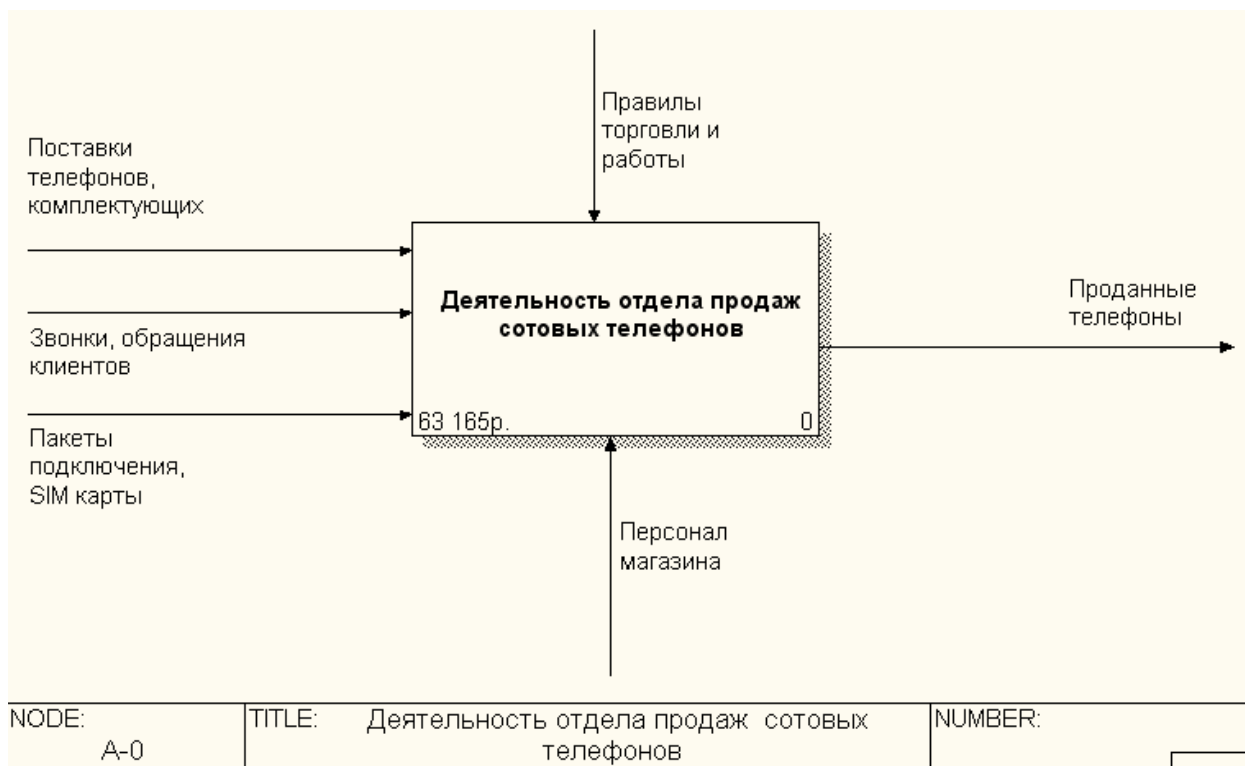 Правилы
торговли и
работы
Поставки
телефонов,
комплектующих
Деятельность отдела продаж
сотовых телефонов
Проданные
телефоны
Звонки, обращения
клиентов
63 165р.
0
Пакеты
подключения,
SIM карты
Персонал
магазина
NODE:
A-0
TITLE:
Деятельность отдела продаж сотовых
телефонов
NUMBER: